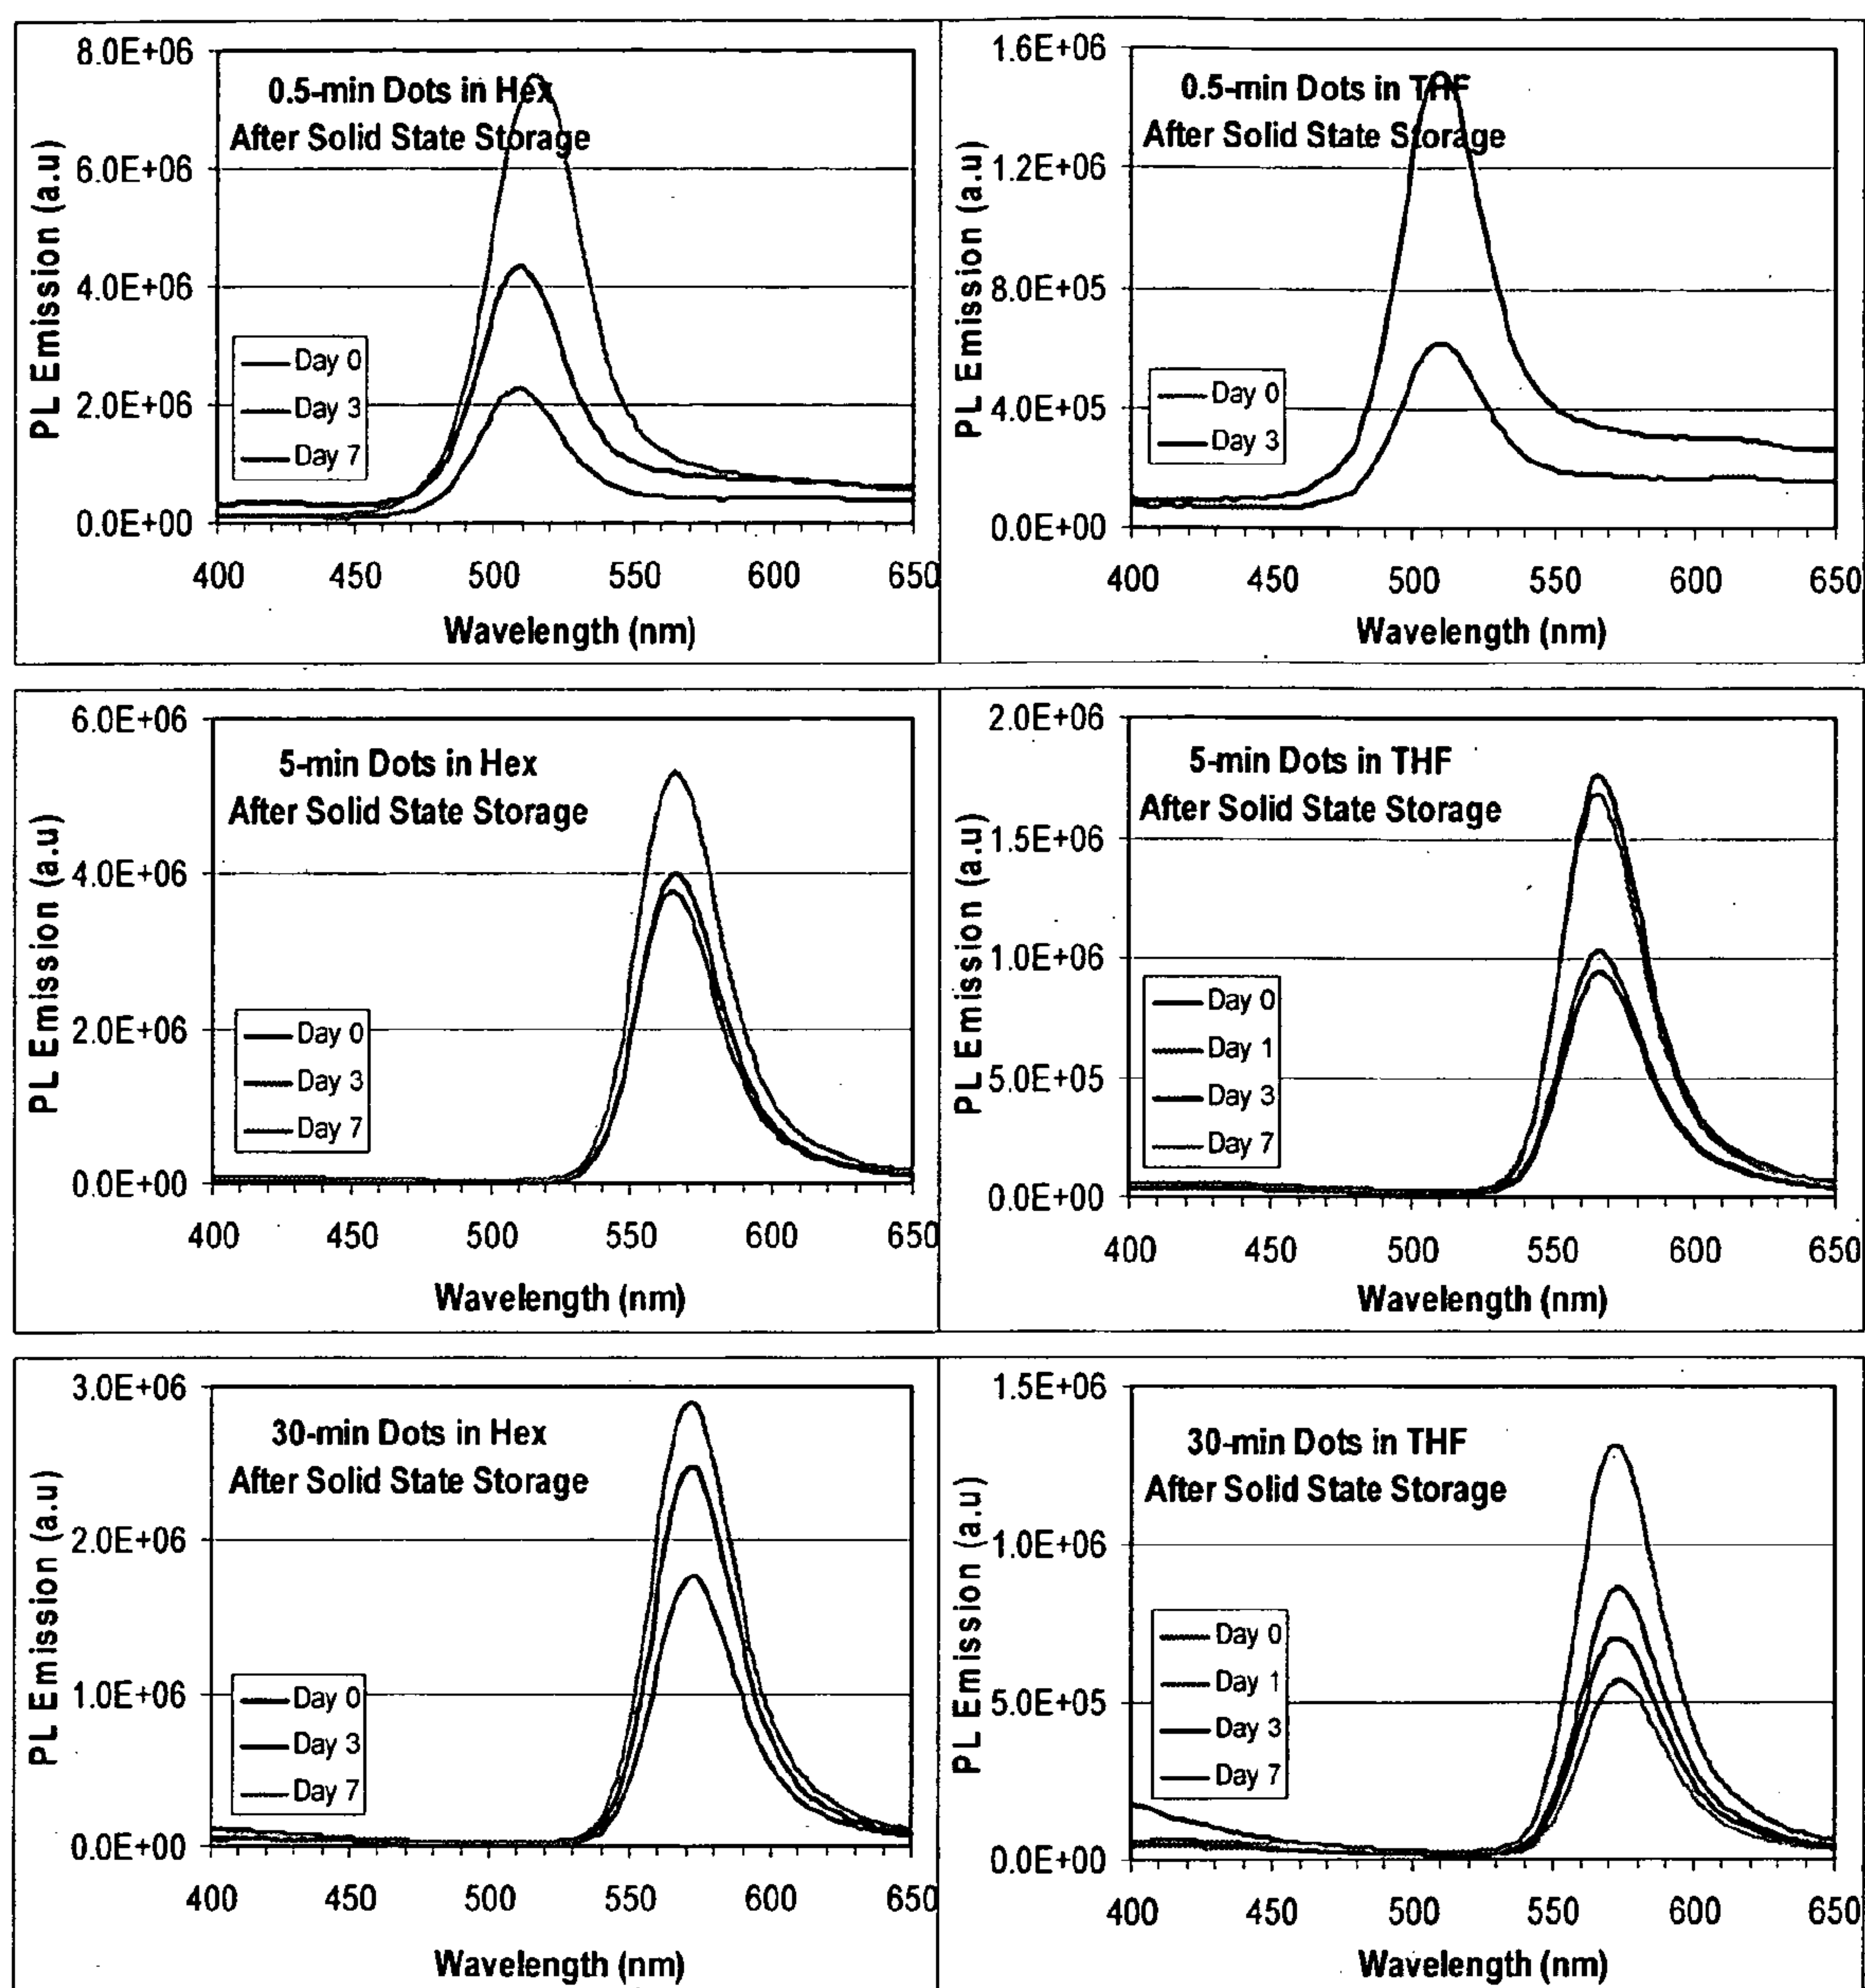 8.0E+06
6.0E+06
4.0E+06
2.0E+06
0.0E+00
PL Emission (a.u)
0.5-min Dots in Hex
After Solid State Storage
Day 0
Day 3
Day 7
400 450 500 550 600 650
Wavelength (nm)
1.6E+06
1.2E+06
8.0E+05
4.0E+05
0.0E+00
PL Emission (a.u)
0.5-min Dots in THF
After Solid State Storage
Day 0
Day 3
400 450 500 550 600 650
Wavelength (nm)
6.0E+06
4.0E+06
2.0E+06
0.0E+00
PL Emission (a.u)
5-min Dots in Hex
After Solid State Storage
Day 0
Day 3
Day 7
400 450 500 550 600 650
Wavelength (nm)
2.0E+06
1.5E+06
1.0E+06
5.0E+05
0.0E+00
PL Emission (a.u)
5-min Dots in THF
After Solid State Storage
Day 0
Day 1
Day 3
Day 7
400 450 500 550 600 650
Wavelength (nm)
3.0E+06
2.0E+06
1.0E+06
0.0E+00
PL Emission (a.u)
30-min Dots in Hex
After Solid State Storage
Day 0
Day 3
Day 7
400 450 500 550 600 650
Wavelength (nm)
1.5E+06
1.0E+06
5.0E+05
0.0E+00
PL Emission (a.u)
30-min Dots in THF
After Solid State Storage
Day 0
Day 1
Day 3
Day 7
400 450 500 550 600 650
Wavelength (nm)